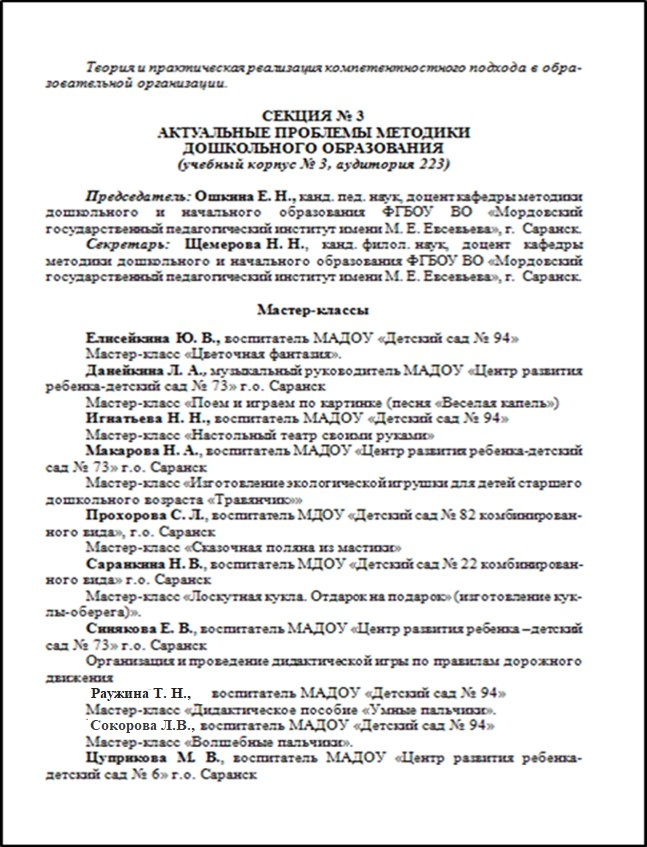 Теория и практическая реализация компетентностного подхода в обра-
зовательной организации.
СЕКЦИЯ № 3
АКТУАЛЬНЫЕ ПРОБЛЕМЫ МЕТОДИКИ
ДОШКОЛЬНОГО ОБРАЗОВАНИЯ
(учебный корпус № 3, аудитория 223)
Председатель: Ошкина Е. Н., канд. пед. наук, доцент кафедры методики
дошкольного и начального образования ФГБОУ ВО «Мордовский
государственный педагогический институт имени М. Е. Евсевьева», г. Саранск.
Секретарь: Щемерова Н. Н., канд. филол. наук, доцент кафедры
методики дошкольного и начального образования ФГБОУ ВО «Мордовский
государственный педагогический институт имени М. Е. Евсевьева», г. Саранск.
Мастер-классы
Елисейкина Ю. В., воспитатель МАДОУ «Детский сад № 94»
Мастер-класс «Цветочная фантазия».
Данейкина Л. А., музыкальный руководитель МАДОУ «Центр развития
ребенка-детский сад № 73» г.о. Саранск
Мастер-класс «Поем и играем по картинке (песня «Веселая капель»)
Игнатьева Н. Н., воспитатель МАДОУ «Детский сад № 94»
Мастер-класс «Настольный театр своими руками»
Макарова Н. А., воспитатель МАДОУ «Центр развития ребенка-детский
сад № 73» г.о. Саранск
Мастер-класс «Изготовление экологической игрушки для детей старшего
дошкольного возраста «Травянчик»»
Прохорова С. Л., воспитатель МДОУ «Детский сад № 82 комбинирован-
ного вида», г.о. Саранск
Мастер-класс «Сказочная поляна из мастики»
Саранкина Н. В., воспитатель МДОУ «Детский сад № 22 комбинирован-
ного вида» г.о. Саранск
Мастер-класс «Лоскутная кукла. Отдарок на подарок» (изготовление кук-
лы-оберега)».
Синякова Е. В., воспитатель МАДОУ «Центр развития ребенка –детский
сад № 73» г.о. Саранск
Организация и проведение дидактической игры по правилам дорожного
движения
Раужина Т. Н., воспитатель МАДОУ «Детский сад № 94»
Мастер-класс «Дидактическое пособие «Умные пальчики».
Сокорова Л.В., воспитатель МАДОУ «Детский сад № 94»
Мастер-класс «Волшебные пальчики».
Цуприкова М. В., воспитатель МАДОУ «Центр развития ребенка-
детский сад № 6» г.о. Саранск